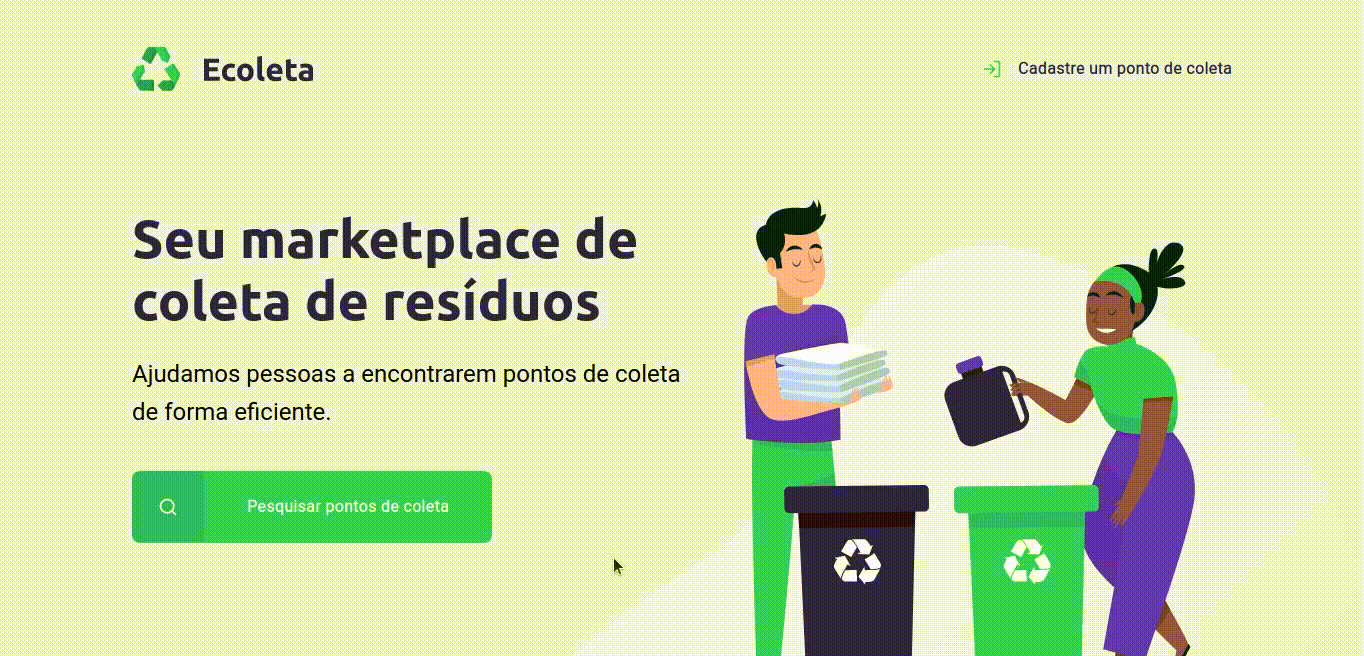 Ecoleta
Cadastre um ponto de coleta
Seu marketplace de
coleta de resíduos
Ajudamos pessoas a encontrarem pontos de coleta
de forma eficiente.
Pesquisar pontos de coleta